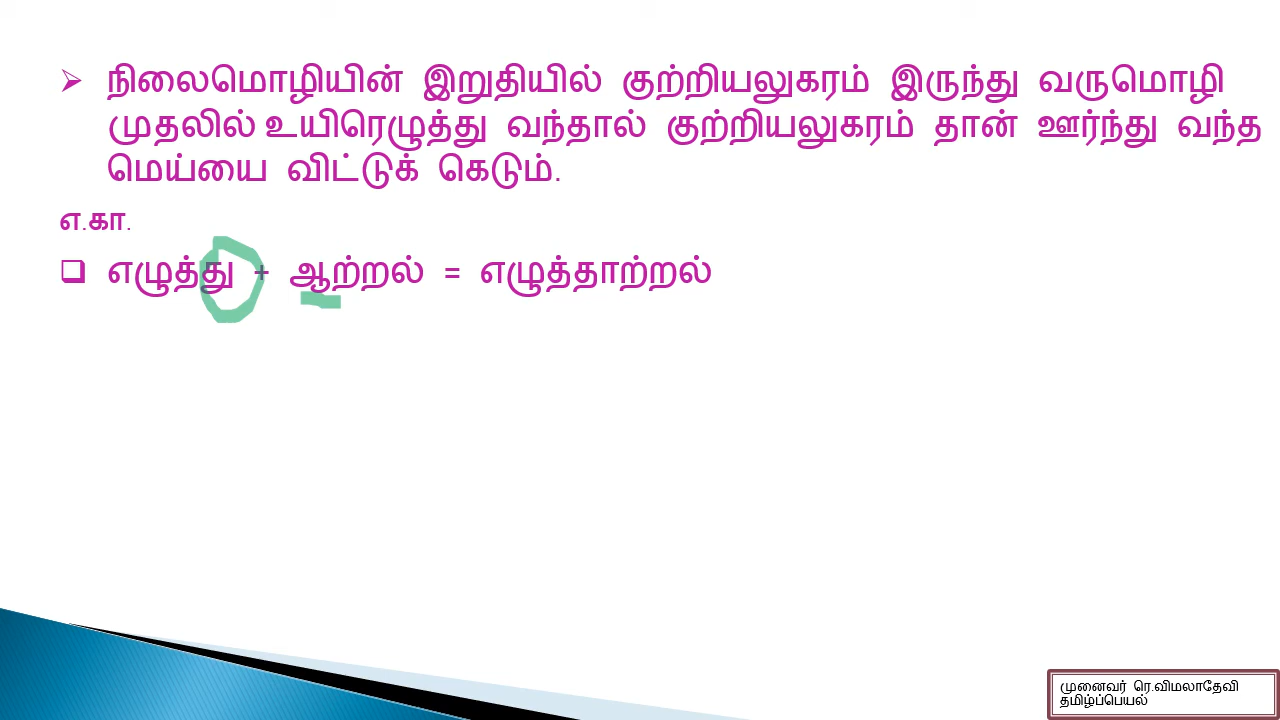 நிலைமொழியின் இறுதியில் குற்றியலுகரம் இருந்து வருமொழி
முதலில் உயிரெழுத்து வந்தால் குற்றியலுகரம் தான் ஊர்ந்து வந்த
மெய்யை விட்டுக் கெடும்.
எ.கா.
எழுத்து + ஆற்றல் = எழுத்தாற்றல்
முனைவர் ரெ.விமலாதேவி
தமிழ்ப்பெயல்